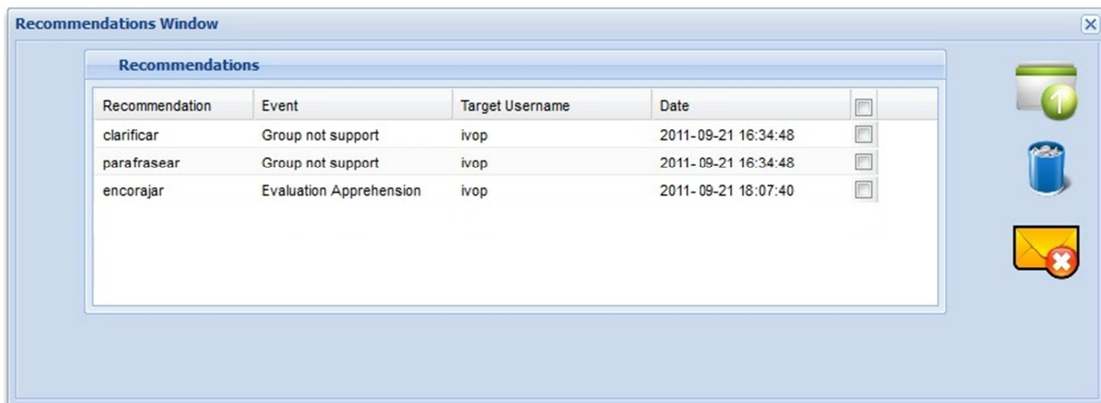 Recommendations Window
Recommendations
Recommendation Event Target Username Date
clarificar Group not support ivop 2011-09-21 16:34:48
parafrasear Group not support ivop 2011-09-21 16:34:48
encorajar Evaluation Apprehension ivop 2011-09-21 18:07:40